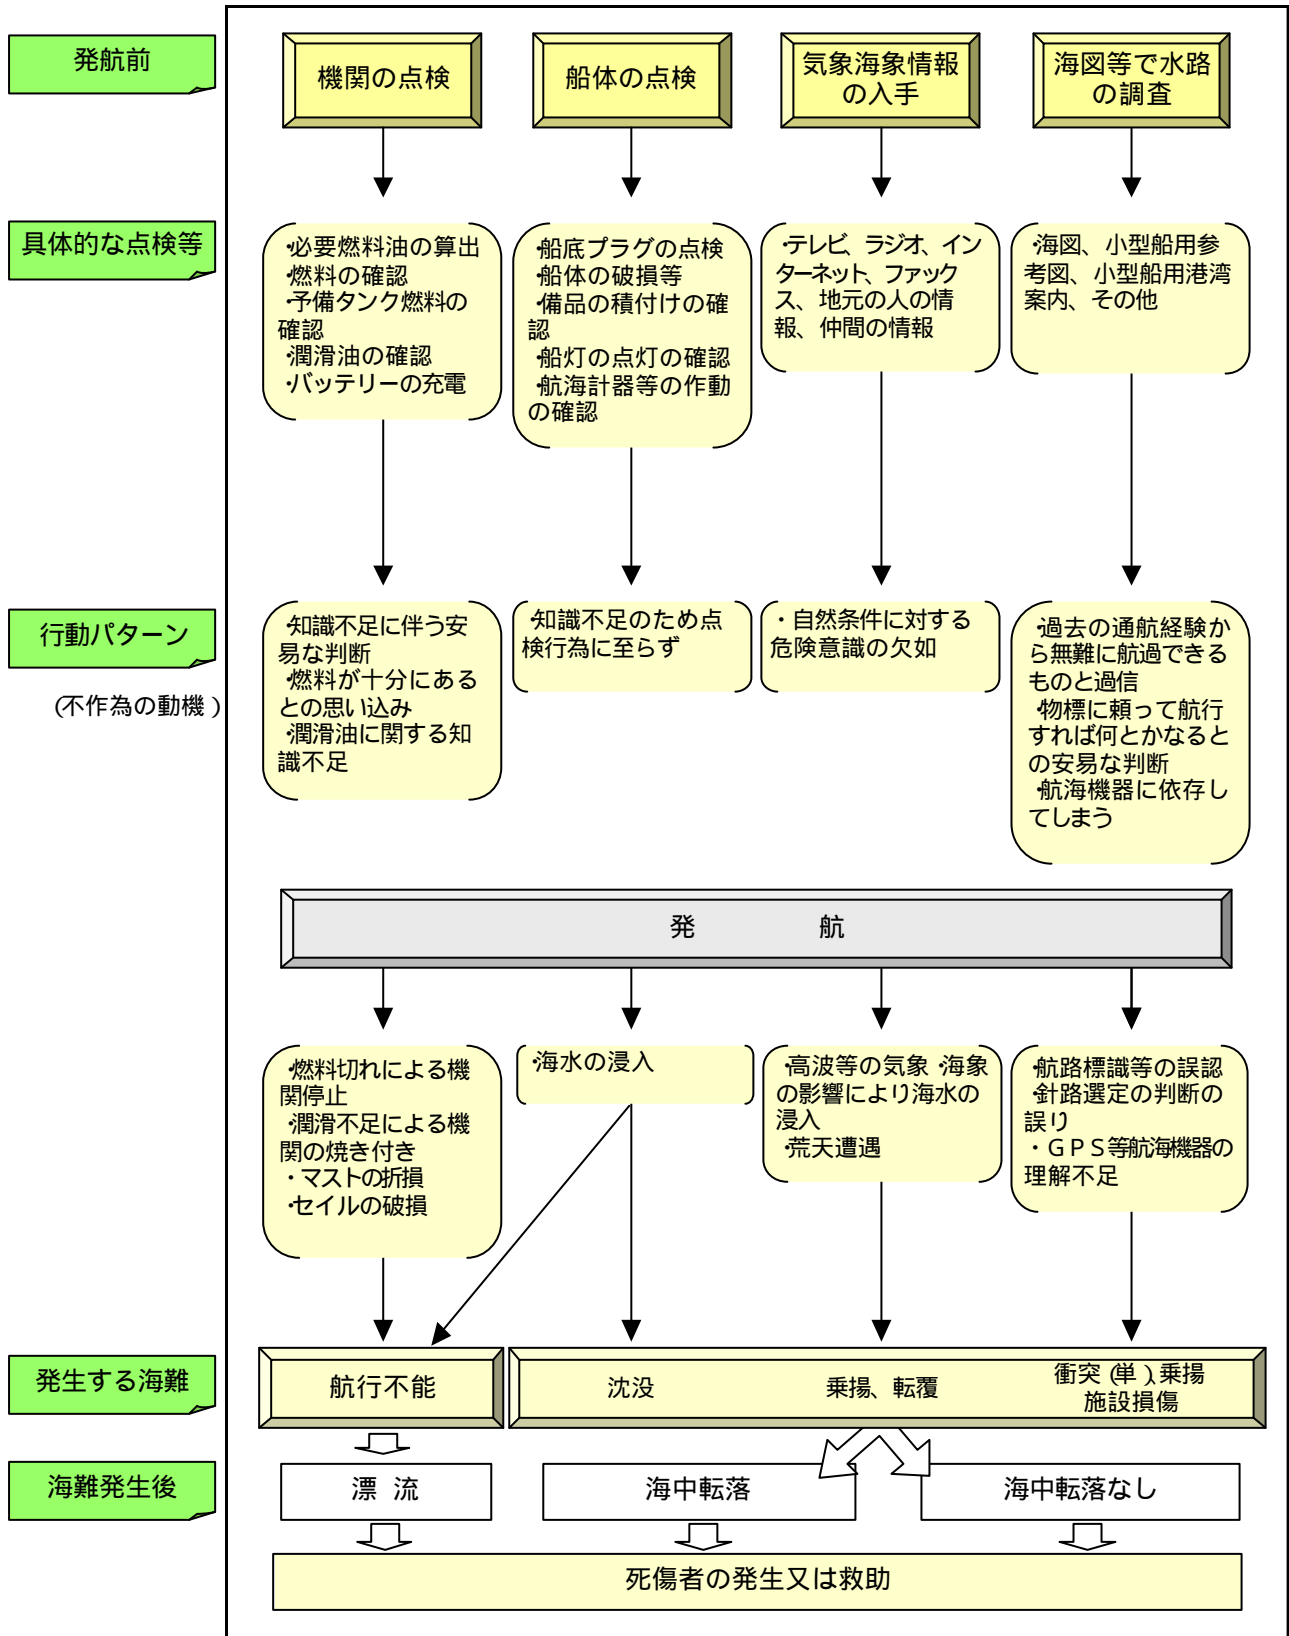 発航前
機関の点検
船体の点検
気象海象情報
の入手
海図等で水路
の調査
具体的な点検等
・必要燃料油の算出
・燃料の確認
・予備タンク燃料の
確認
・潤滑油の確認
・バッテリーの充電
・船底プラグの点検
・船体の破損等
・備品の積付けの確
認
・船灯の点灯の確認
・航海計器等の作動
の確認
・テレビ、ラジオ、イン
ターネット、ファック
ス、地元の人の情
報、仲間の情報
・海図、小型船用参
考図、小型船用港湾
案内、その他
行動パターン
(不作為の動機)
・知識不足に伴う安
易な判断
・燃料が十分にある
との思い込み
・潤滑油に関する知
識不足
・知識不足のため点
検行為に至らず
・自然条件に対する
危険意識の欠如
・過去の通航経験か
ら無難に航過できる
ものと過信
・物標に頼って航行
すれば何とかなると
の安易な判断
・航海機器に依存し
てしまう
発 航
・燃料切れによる機
関停止
・潤滑不足による機
関の焼き付き
・マストの折損
・セイルの破損
・海水の浸入
・高波等の気象・海象
の影響により海水の
浸入
・荒天遭遇
・航路標識等の誤認
・針路選定の判断の
誤り
・GPS等航海機器の
理解不足
発生する海難
航行不能
沈没
乗揚、転覆
衝突(単)、乗揚
施設損傷
海難発生後
漂 流
海中転落
海中転落なし
死傷者の発生又は救助